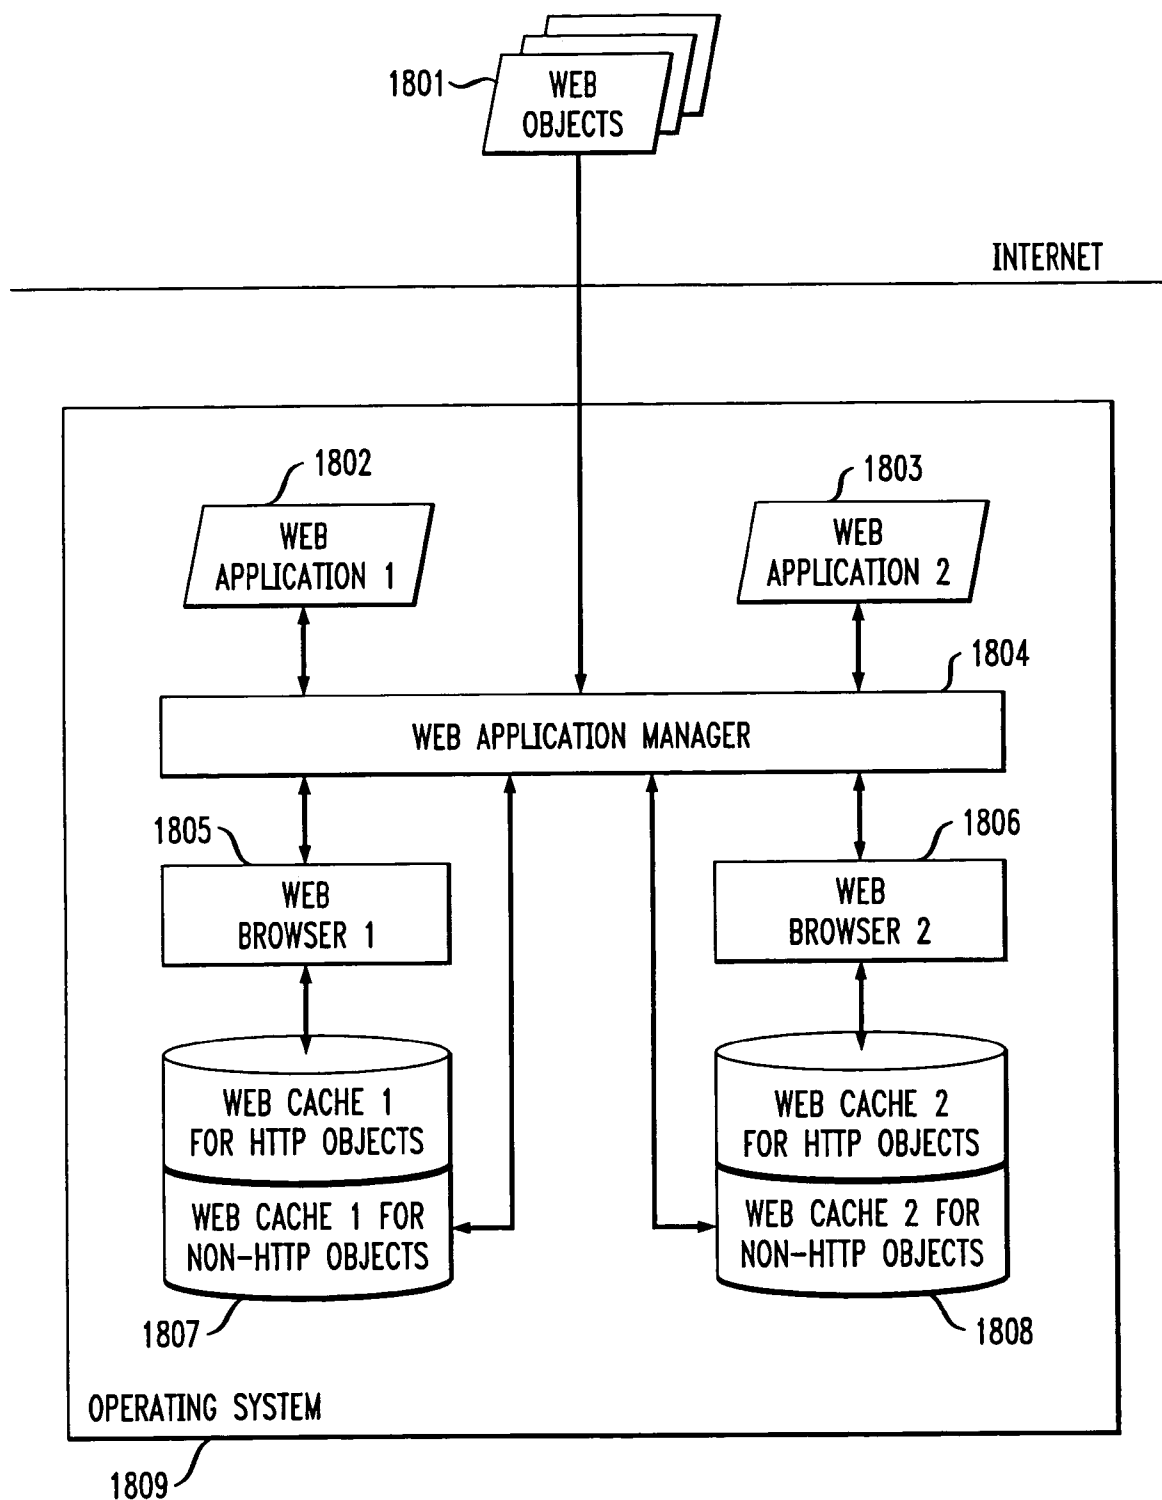 1801
WEB
OBJECTS
INTERNET
1802
1803
WEB
APPLICATION 1
WEB
APPLICATION 2
1804
WEB APPLICATION MANAGER
1805
1806
WEB
BROWSER 1
WEB
BROWSER 2
WEB CACHE 1
FOR HTTP OBJECTS
WEB CACHE 2
FOR HTTP OBJECTS
WEB CACHE 1 FOR
NON-HTTP OBJECTS
WEB CACHE 2 FOR
NON-HTTP OBJECTS
1807
1808
OPERATING SYSTEM
1809